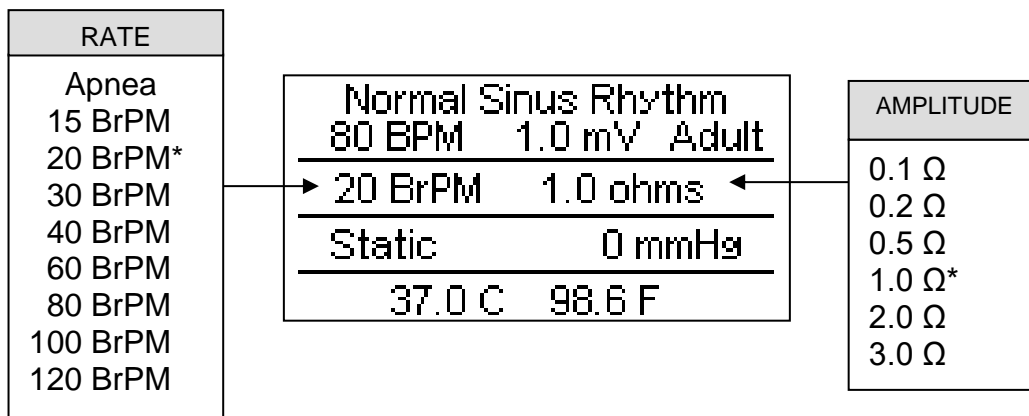 RATE
Apnea
15 BrPM
20 BrPM*
30 BrPM
40 BrPM
60 BrPM
80 BrPM
100 BrPM
120 BrPM
Normal Sinus Rhythm
80 BPM 1.0 mV Adult
20 BrPM 1.0 ohms
Static 0 mmHg
37.0 C 98.6 F
AMPLITUDE
0.1 Ω
0.2 Ω
0.5 Ω
1.0 Ω*
2.0 Ω
3.0 Ω